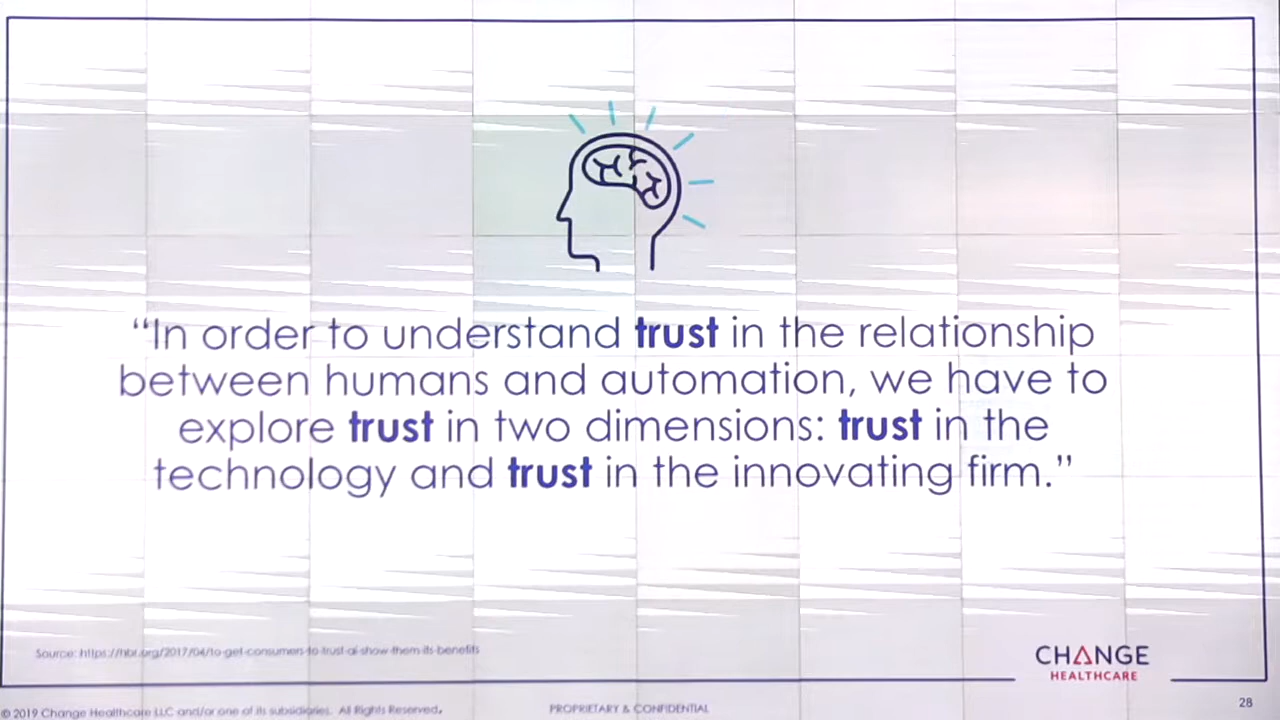 “In order to understand trust in the relationship
between humans and automation, we have to
explore trust in two dimensions: trust in the
technology and trust in the innovating firm.”
Source: https://hbr.org/2017/04/to-get-consumers-to-trust-ai-show-them-its-benefits
CHANGE
HEALTHCARE
© 2019 Change Healthcare LLC and/or one of its subsidiaries. All Rights Reserved.
PROPRIETARY & CONFIDENTIAL
28